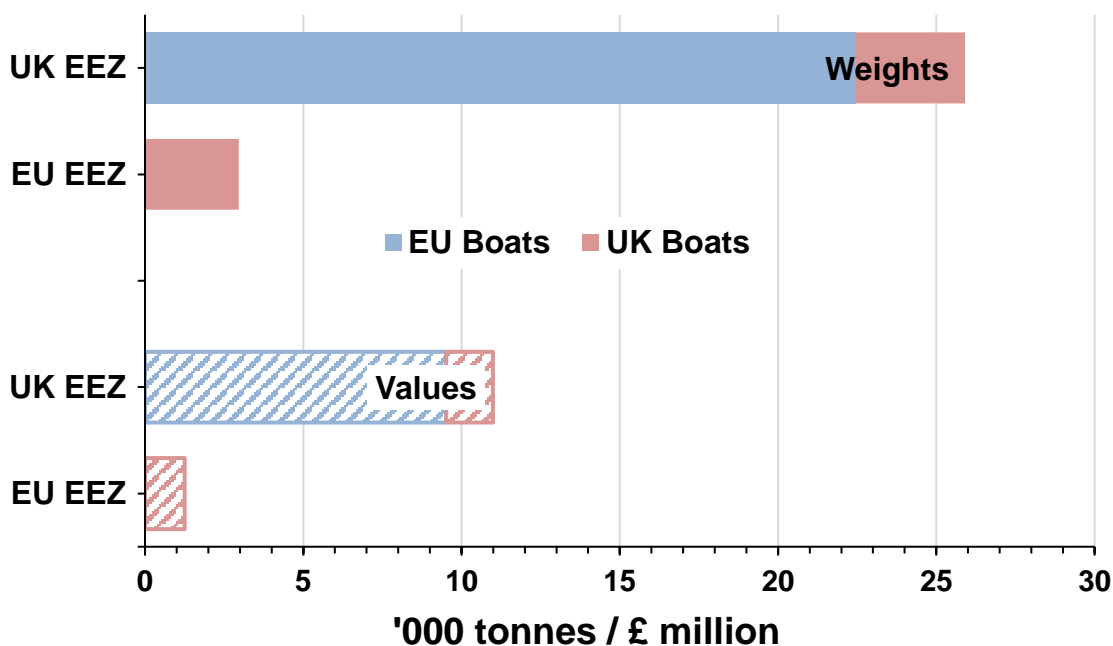 UK EEZ
Weights
EU EEZ
EU Boats UK Boats
UK EEZ
Values
EU EEZ
0 5 10 15 20 25 30
'000 tonnes / £ million